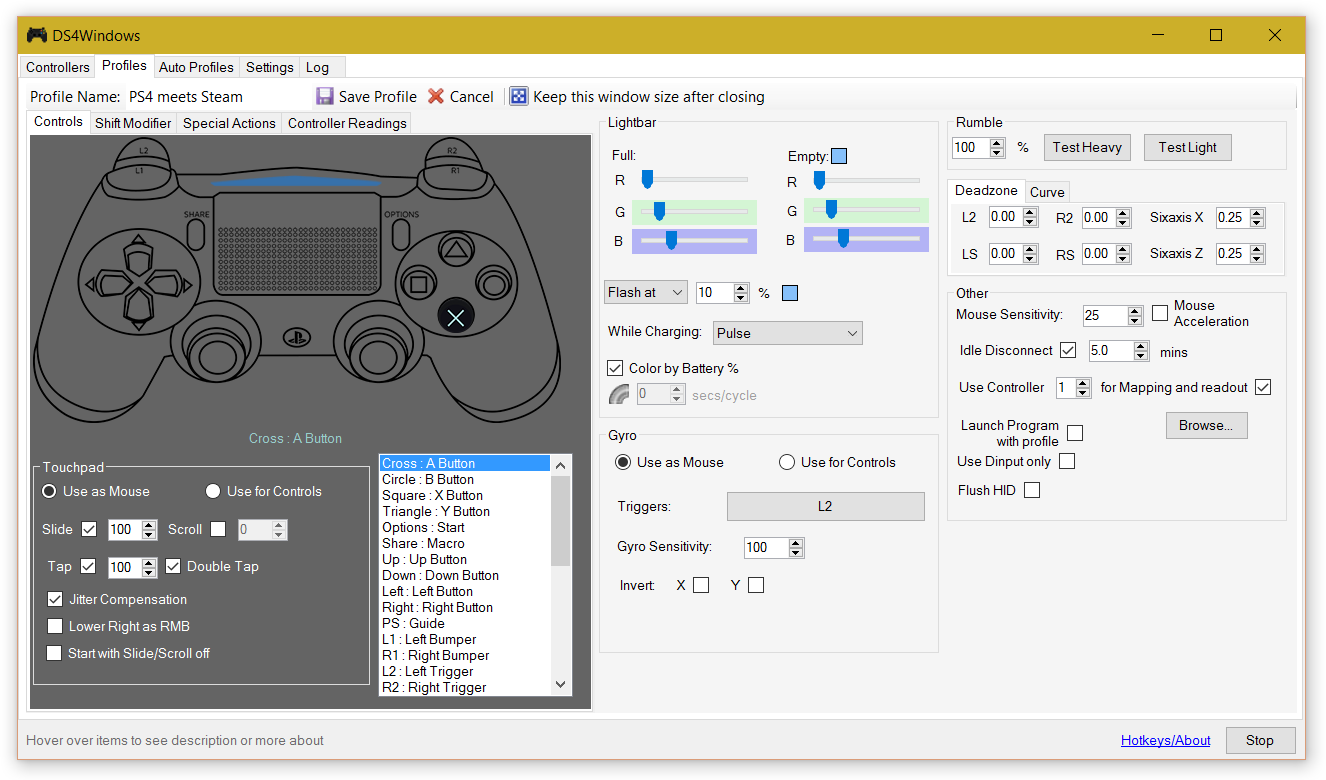 DS4Windows
Controllers Profiles Auto Profiles Settings Log
Profile Name: PS4 meets Steam Save Profile Cancel Keep this window size after closing
Controls Shift Modifier Special Actions Controller Readings
L2 R2
L1 R1
SHARE OPTIONS
Cross : A Button
Touchpad
Use as Mouse Use for Controls
Slide 100 Scroll 0
Tap 100 Double Tap
Jitter Compensation
Lower Right as RMB
Start with Slide/Scroll off
Cross : A Button
Circle : B Button
Square : X Button
Triangle : Y Button
Options : Start
Share : Macro
Up : Up Button
Down : Down Button
Left : Left Button
Right : Right Button
PS : Guide
L1 : Left Bumper
R1 : Right Bumper
L2 : Left Trigger
R2 : Right Trigger
Lightbar
Full: Empty:
R R
G G
B B
Flash at 10 %
While Charging: Pulse
Color by Battery %
0 secs/cycle
Gyro
Use as Mouse Use for Controls
Triggers: L2
Gyro Sensitivity: 100
Invert: X Y
Rumble
100 % Test Heavy Test Light
Deadzone Curve
L2 0.00 R2 0.00 Sixaxis X 0.25
LS 0.00 RS 0.00 Sixaxis Z 0.25
Other
Mouse Sensitivity: 25 Mouse
Acceleration
Idle Disconnect 5.0 mins
Use Controller 1 for Mapping and readout
Launch Program
with profile
Browse...
Use Dinput only
Flush HID
Hover over items to see description or more about Hotkeys/About Stop